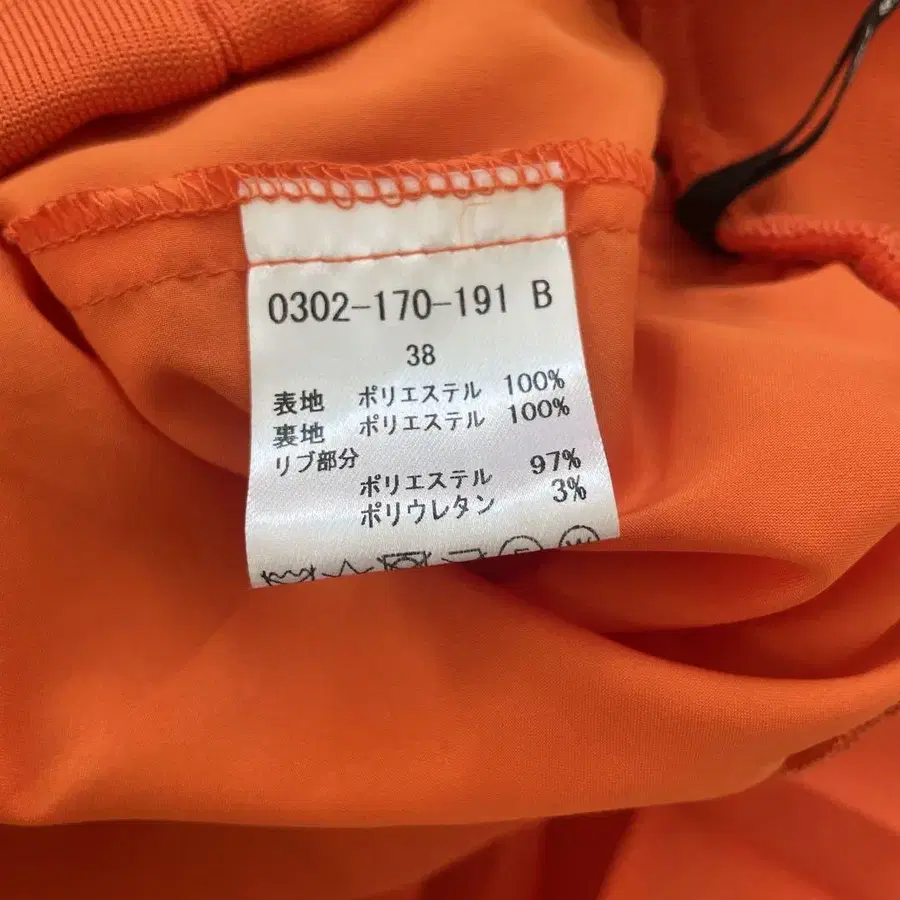 0302-170-191 B
38
表地 ポリエステル 100%
裏地 ポリエステル 100%
リブ部分
ポリエステル 97%
ポリウレタン 3%